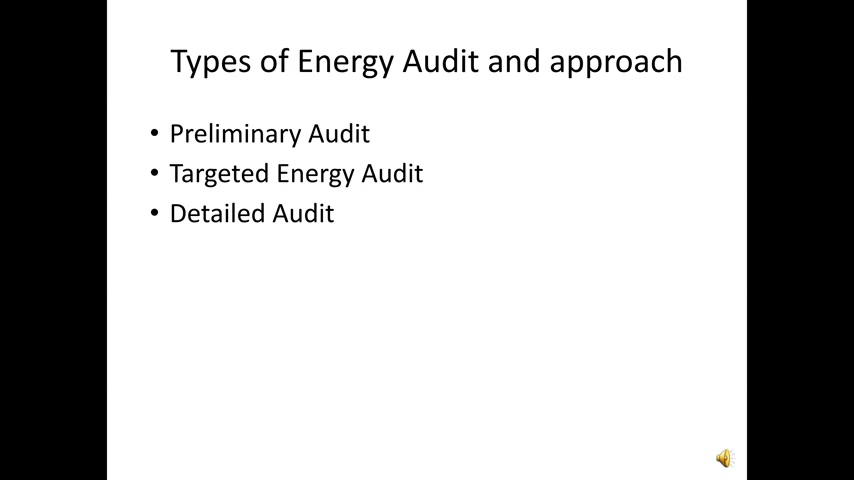 Types of Energy Audit and approach
• Preliminary Audit
• Targeted Energy Audit
• Detailed Audit